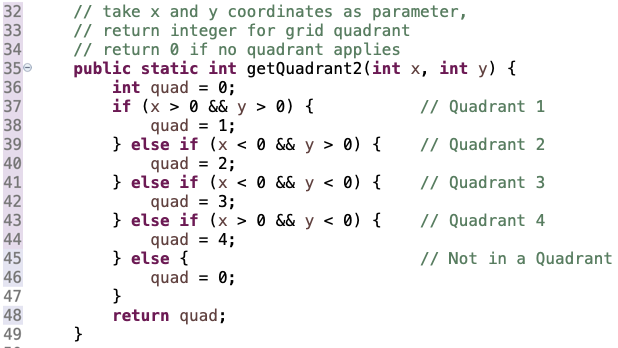 32 // take x and y coordinates as parameter,
33 // return integer for grid quadrant
34 // return 0 if no quadrant applies
35 public static int getQuadrant2(int x, int y) {
36 int quad = 0;
37 if (x > 0 && y > 0) { // Quadrant 1
38 quad = 1;
39 } else if (x < 0 && y > 0) { // Quadrant 2
40 quad = 2;
41 } else if (x < 0 && y < 0) { // Quadrant 3
42 quad = 3;
43 } else if (x > 0 && y < 0) { // Quadrant 4
44 quad = 4;
45 } else { // Not in a Quadrant
46 quad = 0;
47 }
48 return quad;
49 }